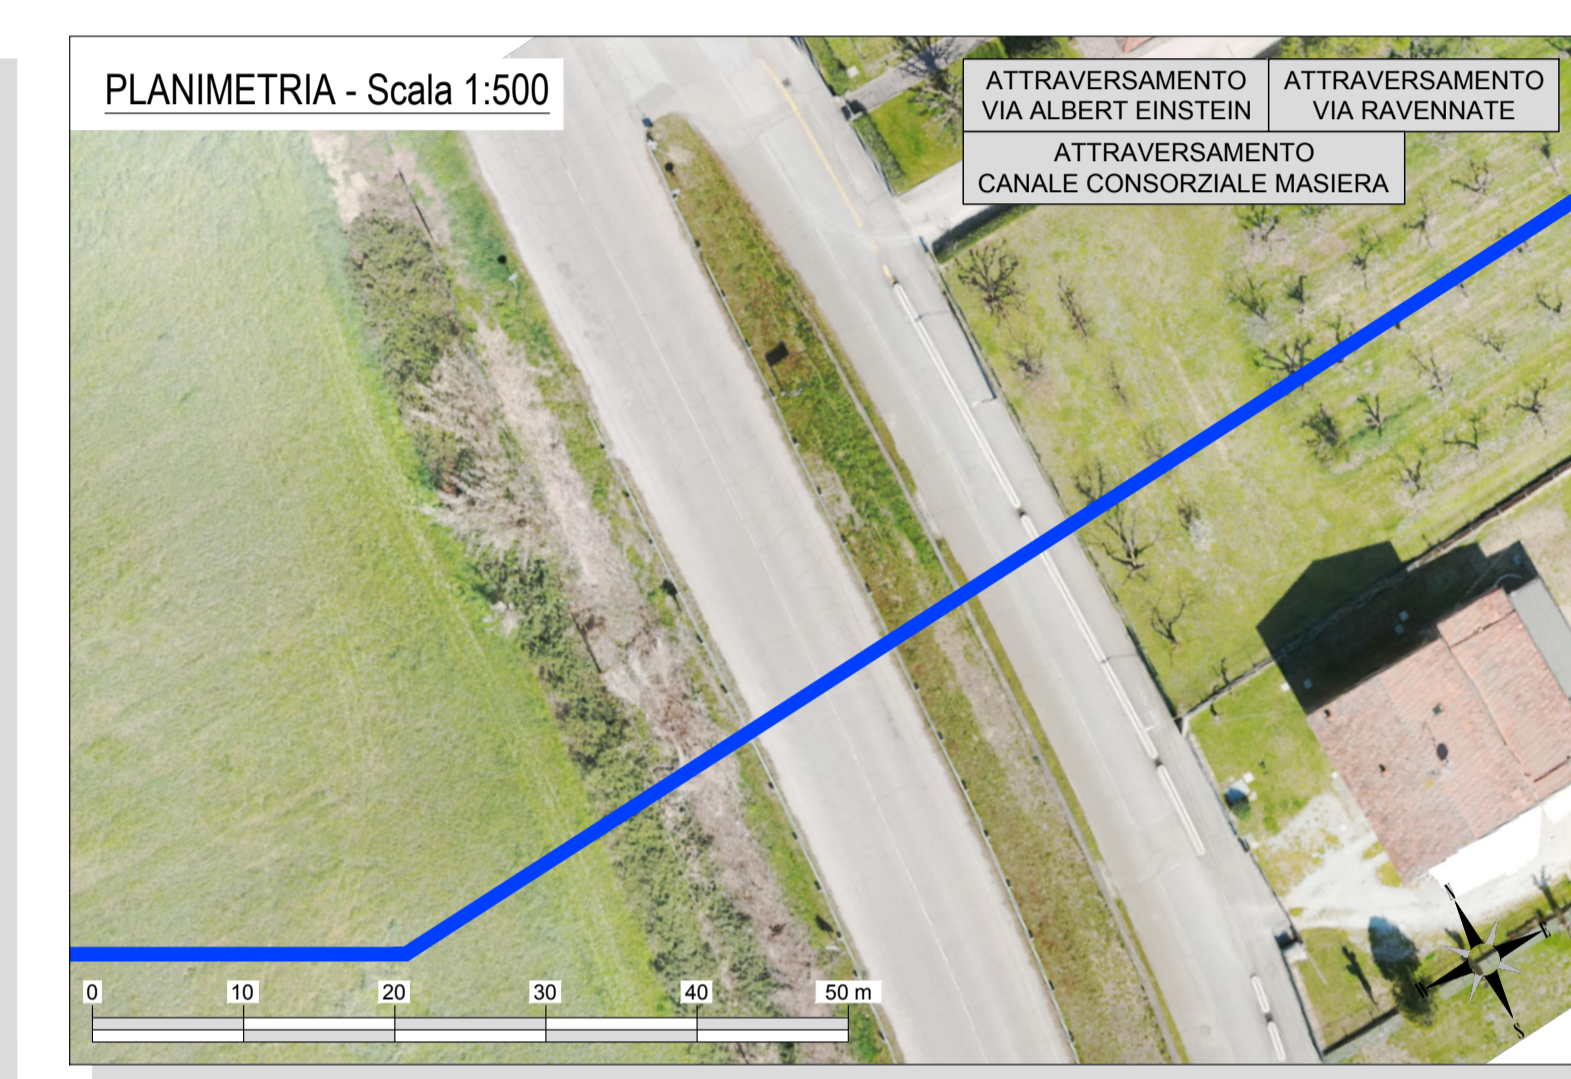 PLANIMETRIA - Scala 1:500
ATTRAVERSAMENTO
VIA ALBERT EINSTEIN
ATTRAVERSAMENTO
VIA RAVENNATE
ATTRAVERSAMENTO
CANALE CONSORZIALE MASIERA
0 10 20 30 40 50 m
E
S